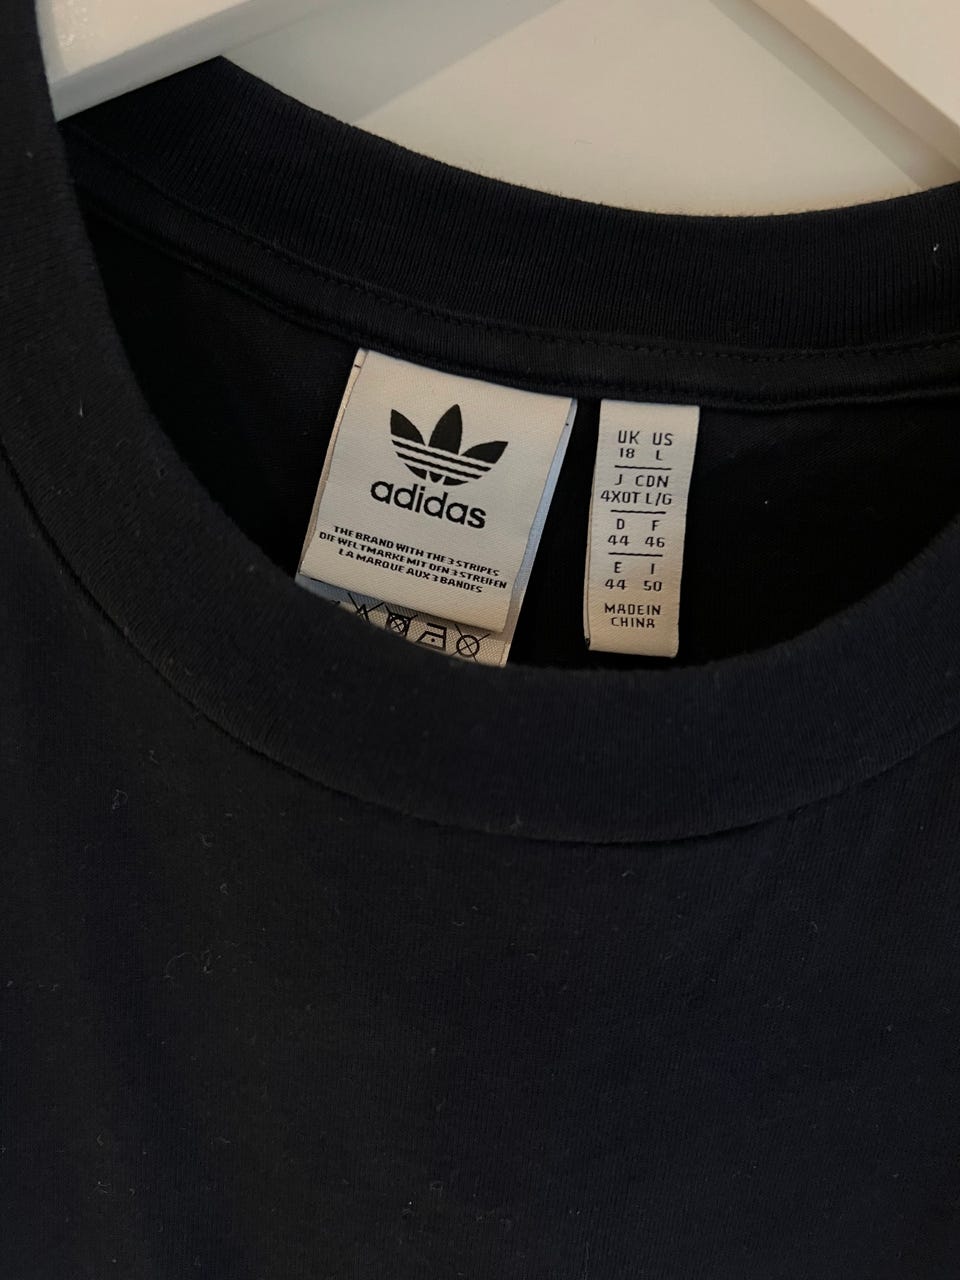 adidas
THE BRAND WITH THE 3 STRIPES
DIE WELTMARKE MIT DEN 3 STREIFEN
LA MARQUE AUX 3 BANDES
UK US
18 L
J CDN
4XOT L/G
D F
44 46
E I
44 50
MADE IN
CHINA